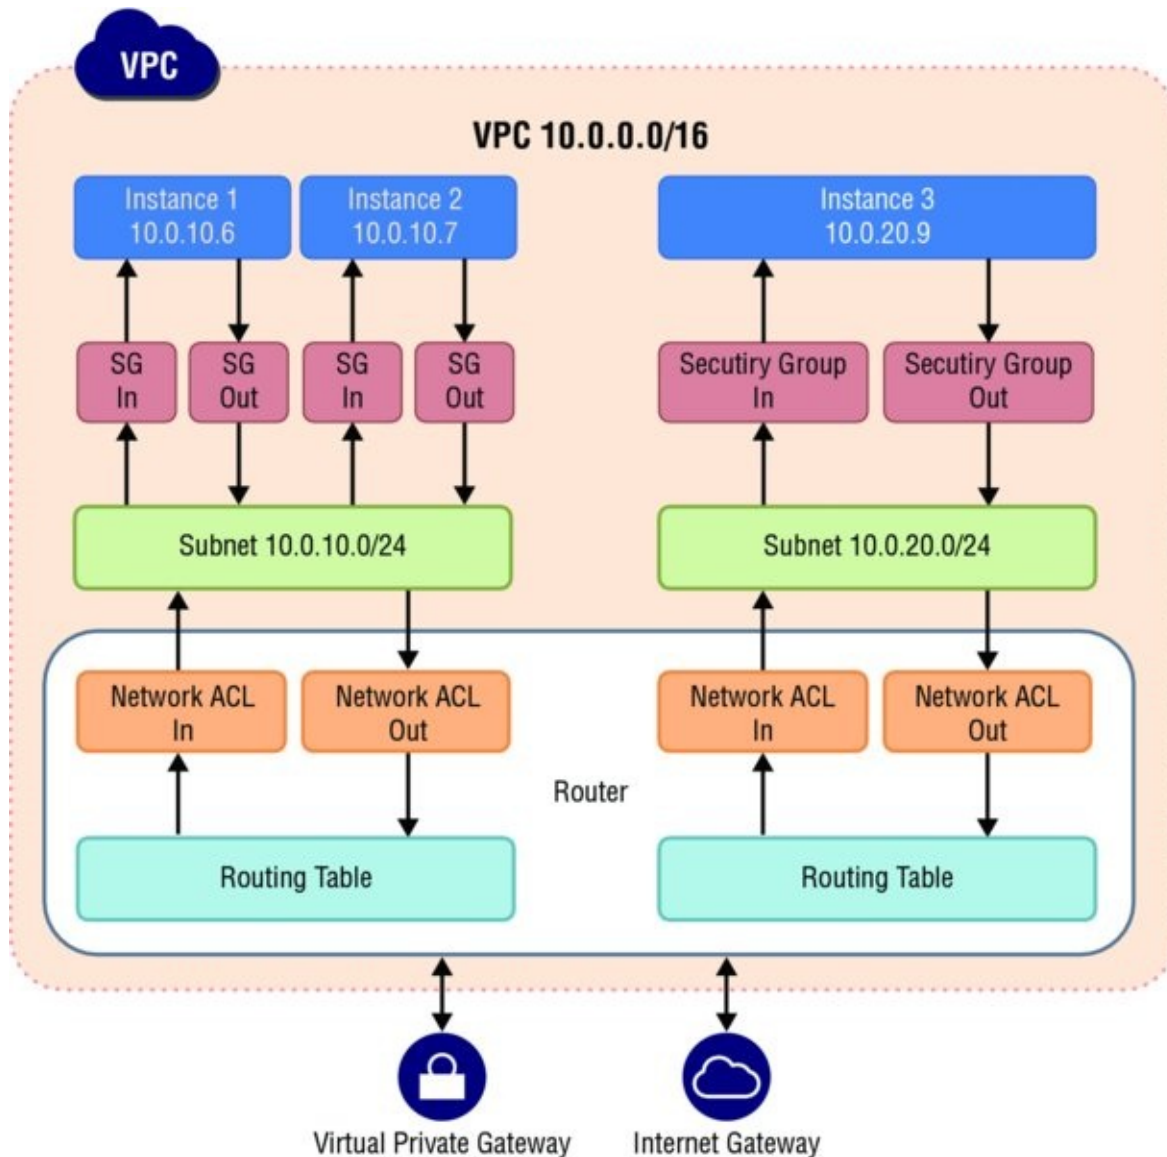 VPC
VPC 10.0.0.0/16
Instance 1
10.0.10.6
Instance 2
10.0.10.7
Instance 3
10.0.20.9
SG
In
SG
Out
SG
In
SG
Out
Secutiry Group
In
Secutiry Group
Out
Subnet 10.0.10.0/24
Subnet 10.0.20.0/24
Network ACL
In
Network ACL
Out
Network ACL
In
Network ACL
Out
Router
Routing Table
Routing Table
Virtual Private Gateway
Internet Gateway